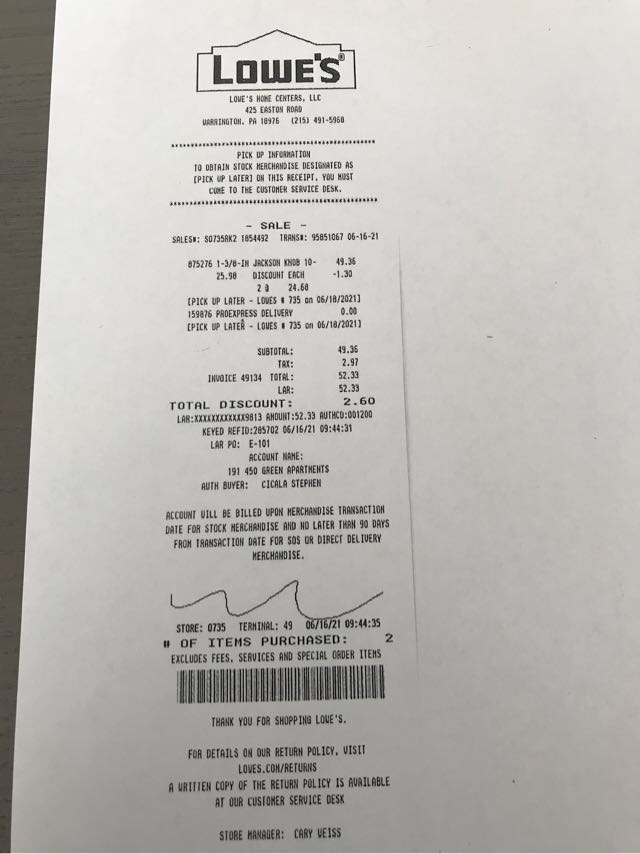 LOWE'S®
LOWE'S HOME CENTERS, LLC
425 EASTON ROAD
WARRINGTON, PA 18976 (215) 491-5960
PICK UP INFORMATION
TO OBTAIN STOCK MERCHANDISE DESIGNATED AS
[PICK UP LATER] ON THIS RECEIPT, YOU MUST
COME TO THE CUSTOMER SERVICE DESK.
- SALE -
SALES#: S0735AK2 1854492 TRANS#: 95851067 06-16-21
875276 1-3/8-IN JACKSON KNOB 10- 49.36
25.98 DISCOUNT EACH -1.30
2 @ 24.68
[PICK UP LATER - LOWES # 735 on 06/18/2021]
159876 PROEXPRESS DELIVERY 0.00
[PICK UP LATER - LOWES # 735 on 06/18/2021]
SUBTOTAL: 49.36
TAX: 2.97
INVOICE 49134 TOTAL: 52.33
LAR: 52.33
TOTAL DISCOUNT: 2.60
LAR:XXXXXXXXXXXX9813 AMOUNT:52.33 AUTHCD:001200
KEYED REFID:285702 06/16/21 09:44:31
LAR PO: E-101
ACCOUNT NAME:
191 450 GREEN APARTMENTS
AUTH BUYER: CICALA STEPHEN
ACCOUNT WILL BE BILLED UPON MERCHANDISE TRANSACTION
DATE FOR STOCK MERCHANDISE AND NO LATER THAN 90 DAYS
FROM TRANSACTION DATE FOR SOS OR DIRECT DELIVERY
MERCHANDISE.
STORE: 0735 TERMINAL: 49 06/16/21 09:44:35
# OF ITEMS PURCHASED: 2
EXCLUDES FEES, SERVICES AND SPECIAL ORDER ITEMS
THANK YOU FOR SHOPPING LOWE'S.
FOR DETAILS ON OUR RETURN POLICY, VISIT
LOWES.COM/RETURNS
A WRITTEN COPY OF THE RETURN POLICY IS AVAILABLE
AT OUR CUSTOMER SERVICE DESK
STORE MANAGER: CARY WEISS